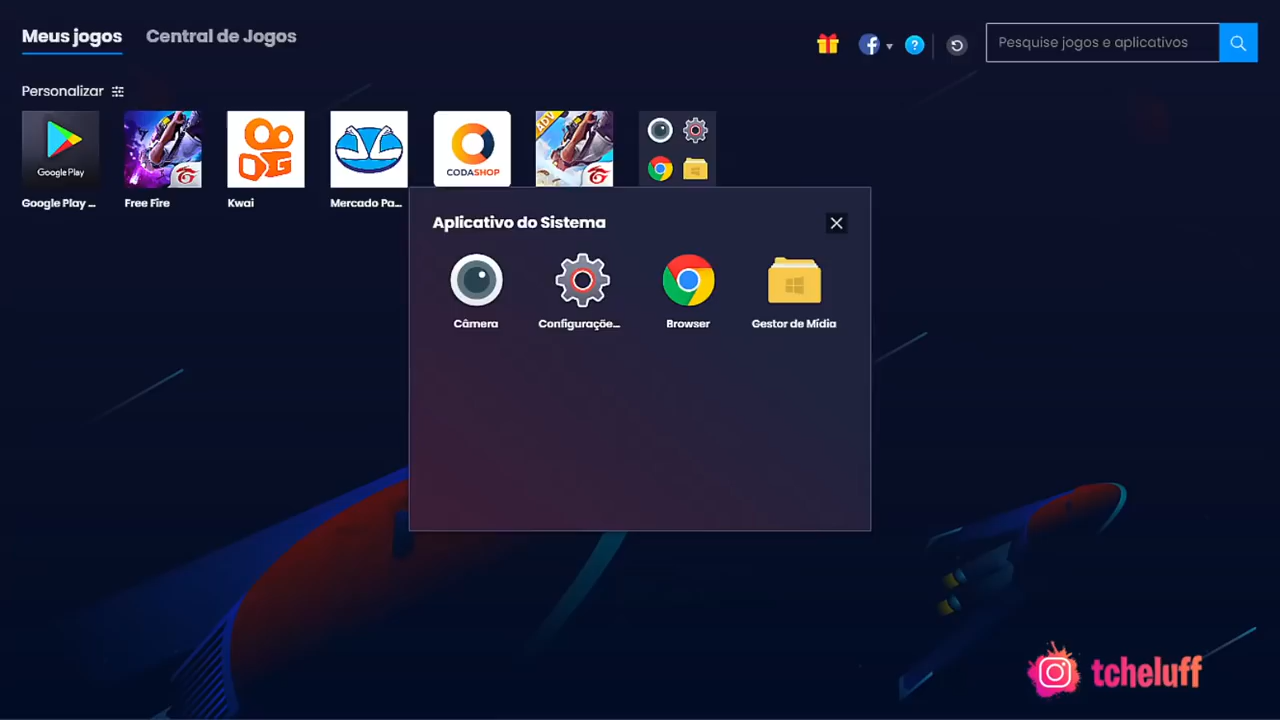 Meus jogos
Central de Jogos
Pesquise jogos e aplicativos
Personalizar
Google Play
CODASHOP
ADV
Google Play ...
Free Fire
Kwai
Mercado Pa...
Aplicativo do Sistema
Câmera
Configuraçõe...
Browser
Gestor de Mídia
tcheluff